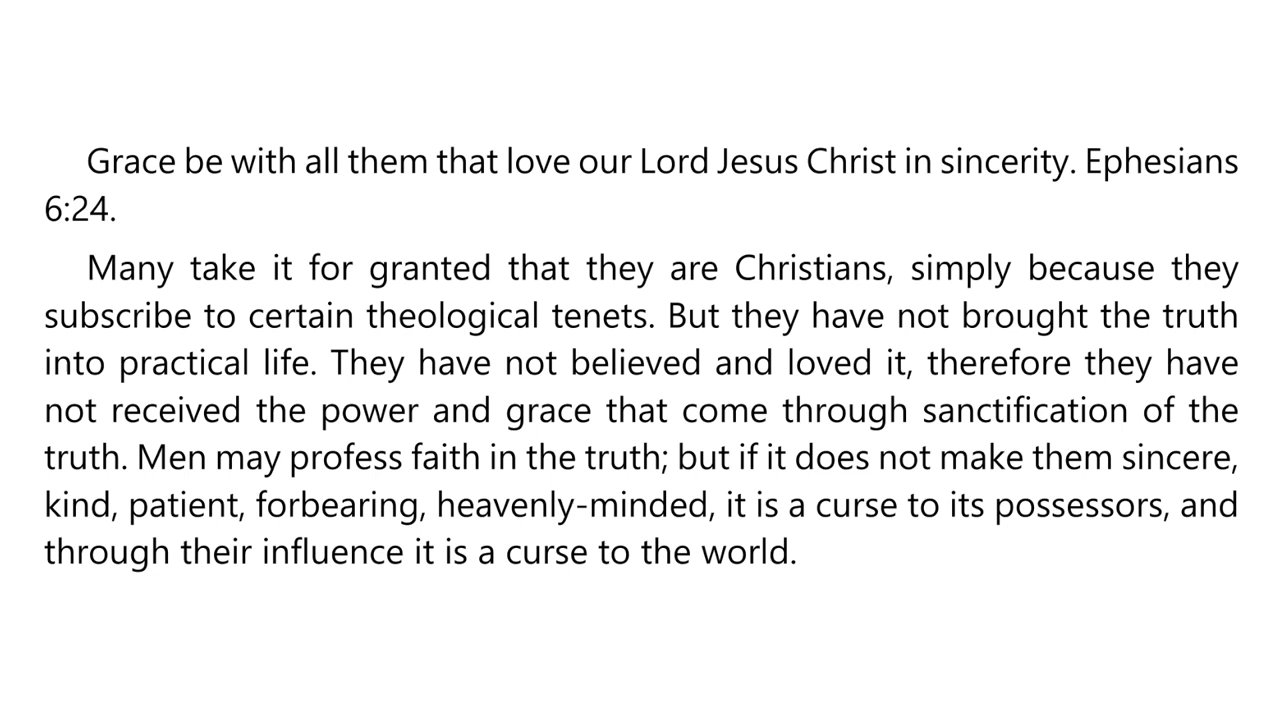 Grace be with all them that love our Lord Jesus Christ in sincerity. Ephesians
6:24.
Many take it for granted that they are Christians, simply because they
subscribe to certain theological tenets. But they have not brought the truth
into practical life. They have not believed and loved it, therefore they have
not received the power and grace that come through sanctification of the
truth. Men may profess faith in the truth; but if it does not make them sincere,
kind, patient, forbearing, heavenly-minded, it is a curse to its possessors, and
through their influence it is a curse to the world.